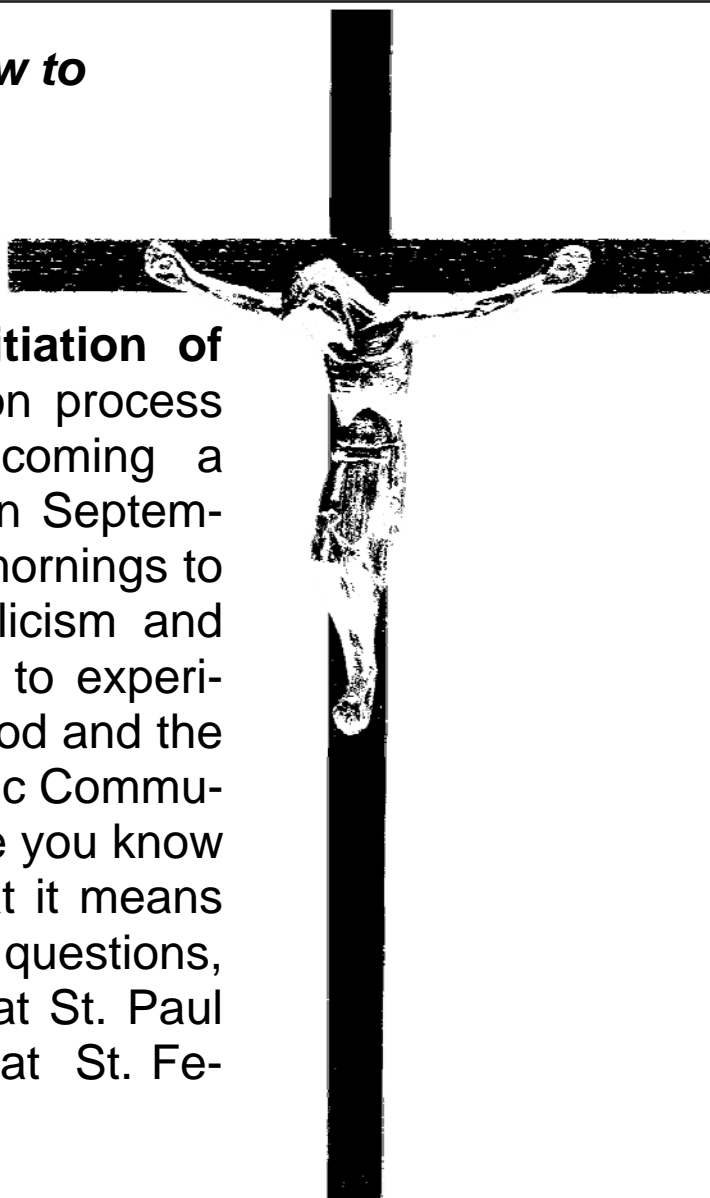 w to
itiation of
on process
coming a
n Septem-
nornings to
licism and
to experi-
od and the
c Commu-
e you know
t it means
questions,
at St. Paul
at St. Fe-